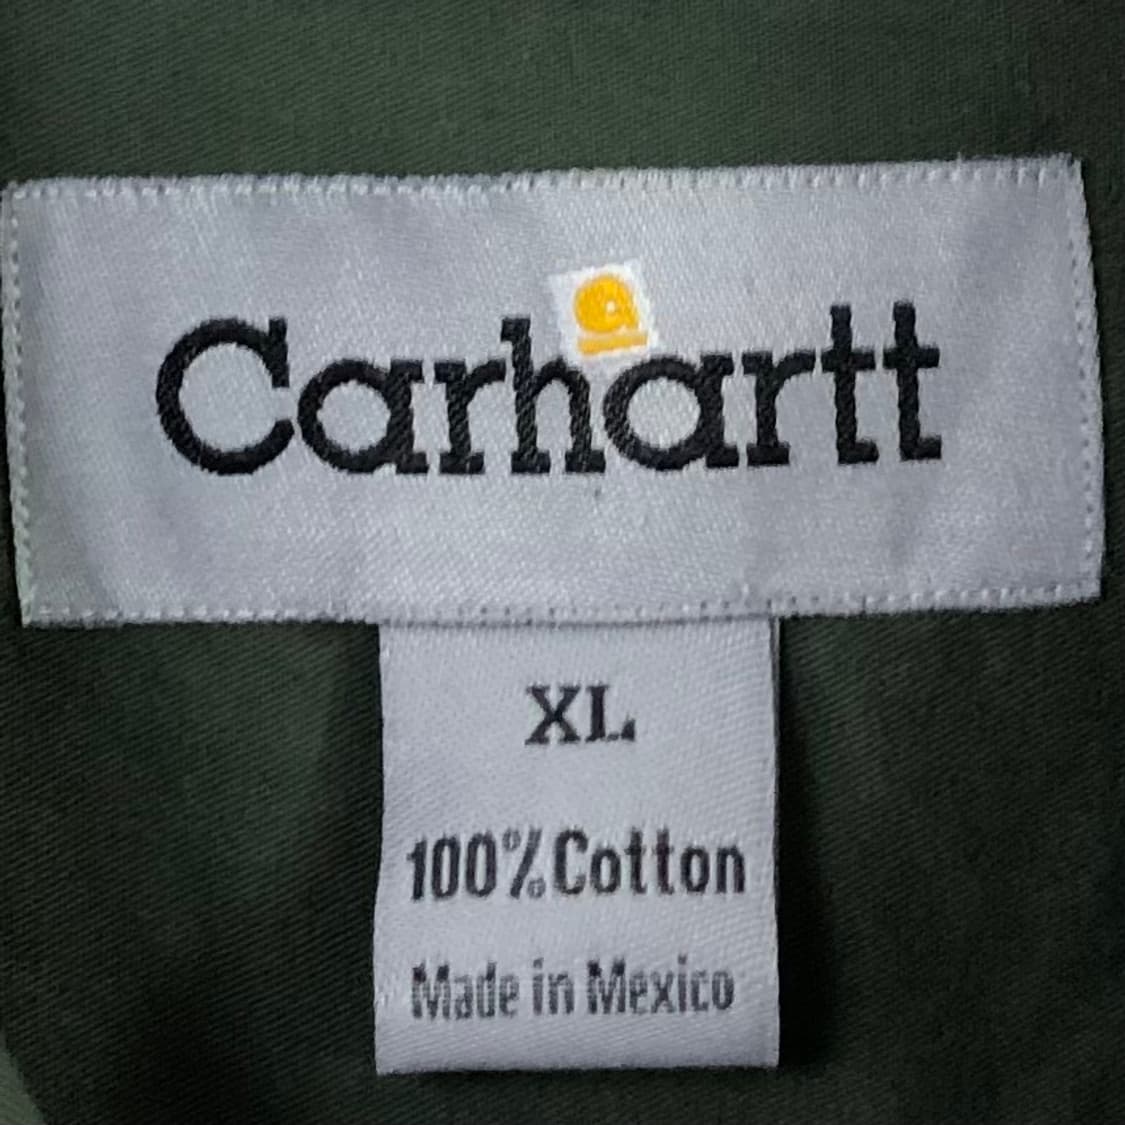 Carhartt
XL
100% Cotton
Made in Mexico